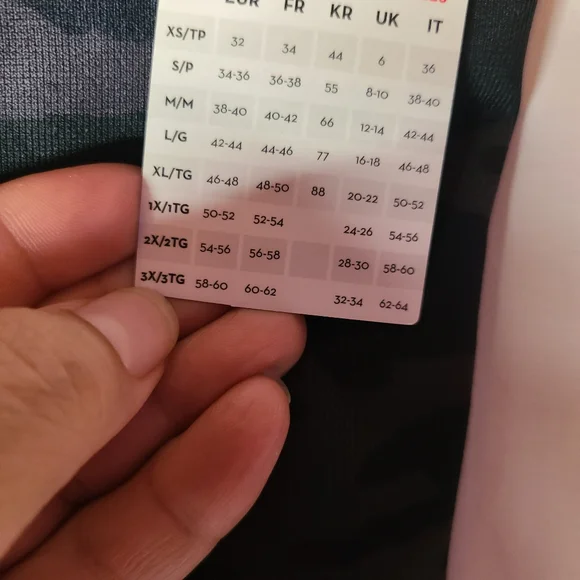 EUR FR KR UK IT
XS/TP 32 34 44 6 36
S/P 34-36 36-38 55 8-10 38-40
M/M 38-40 40-42 66 12-14 42-44
L/G 42-44 44-46 77 16-18 46-48
XL/TG 46-48 48-50 88 20-22 50-52
1X/1TG 50-52 52-54 24-26 54-56
2X/2TG 54-56 56-58 28-30 58-60
3X/3TG 58-60 60-62 32-34 62-64